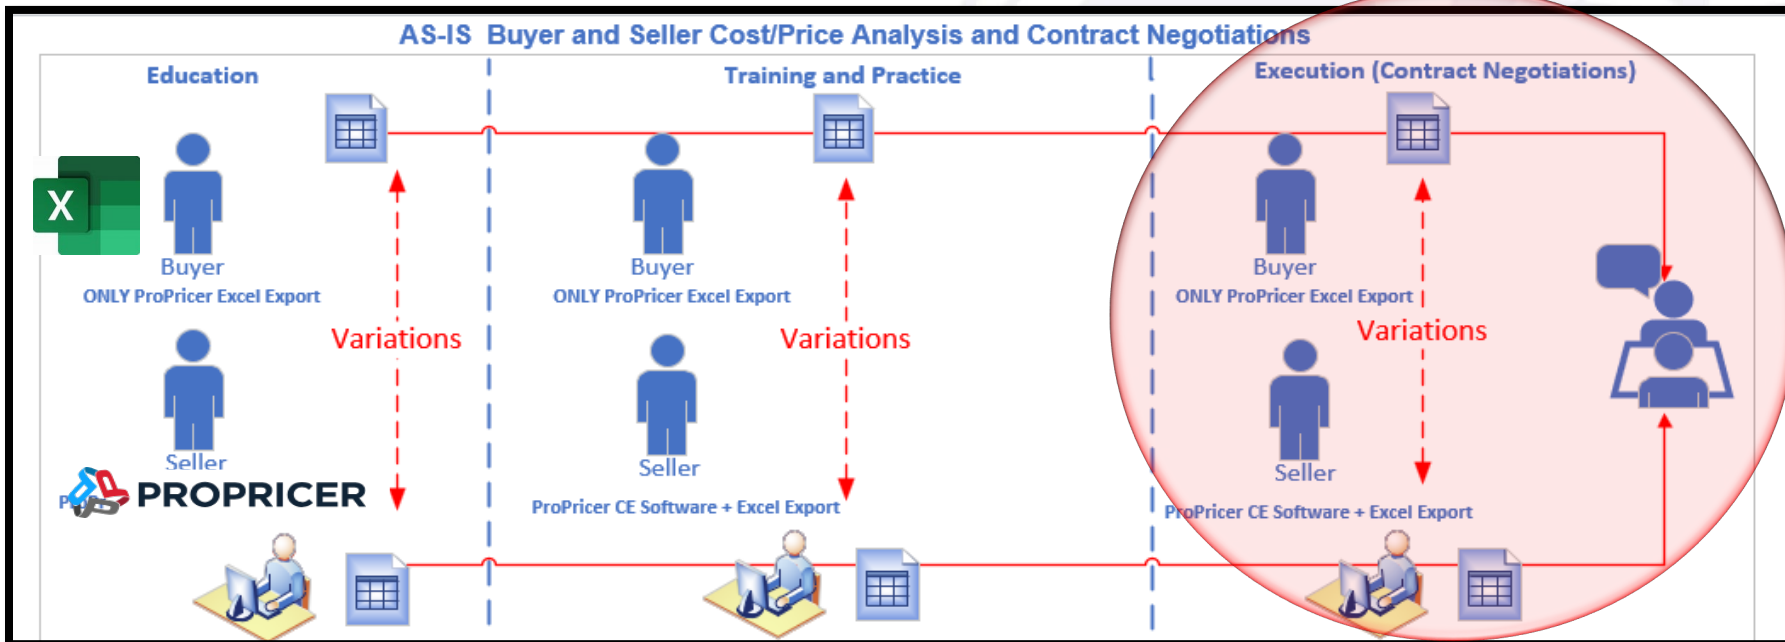 AS-IS Buyer and Seller Cost/Price Analysis and Contract Negotiations
Education
Training and Practice
Execution (Contract Negotiations)
X
Buyer
ONLY ProPricer Excel Export
Buyer
ONLY ProPricer Excel Export
Buyer
ONLY ProPricer Excel Export
Variations
Variations
Variations
Seller
PROPRICER
Seller
ProPricer CE Software + Excel Export
Seller
ProPricer CE Software + Excel Export